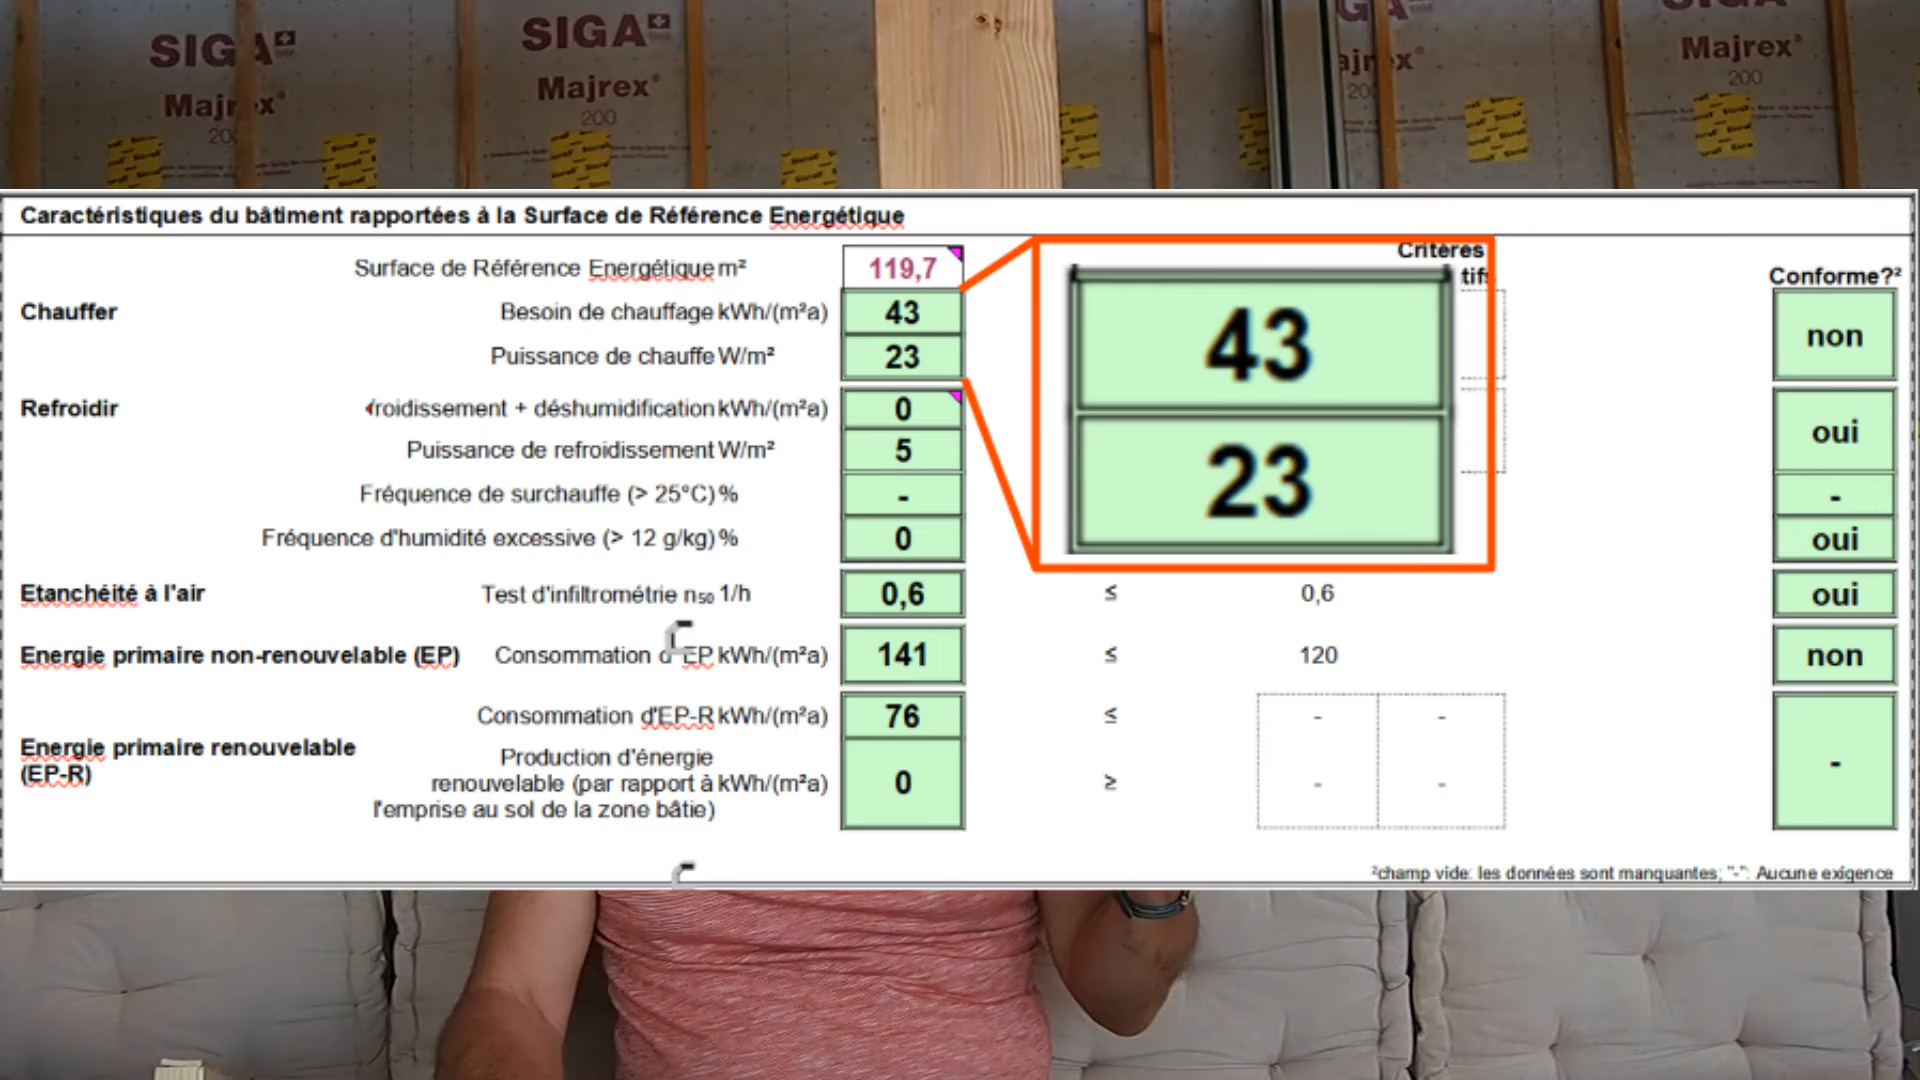 SIGA
Majrex®
200
SIGA
Majrex®
200
SIGA
200
Majrex®
200
Caractéristiques du bâtiment rapportées à la Surface de Référence Energétique
Surface de Référence Energétique m² 119,7
Critères
tifs
Conforme?²
Chauffer Besoin de chauffage kWh/(m²a) 43 43 non
Puissance de chauffe W/m² 23 23
Refroidir froidissement + déshumidification kWh/(m²a) 0 oui
Puissance de refroidissement W/m² 5
Fréquence de surchauffe (> 25°C) % - -
Fréquence d'humidité excessive (> 12 g/kg) % 0 oui
Etanchéité à l'air Test d'infiltrométrie n50 1/h 0,6 ≤ 0,6 oui
Energie primaire non-renouvelable (EP) Consommation d'EP kWh/(m²a) 141 ≤ 120 non
Consommation d'EP-R kWh/(m²a) 76 ≤ - -
Energie primaire renouvelable
(EP-R)
Production d'énergie
renouvelable (par rapport à kWh/(m²a) 0 ≥ - - -
l'emprise au sol de la zone bâtie)
²champ vide: les données sont manquantes; "-": Aucune exigence